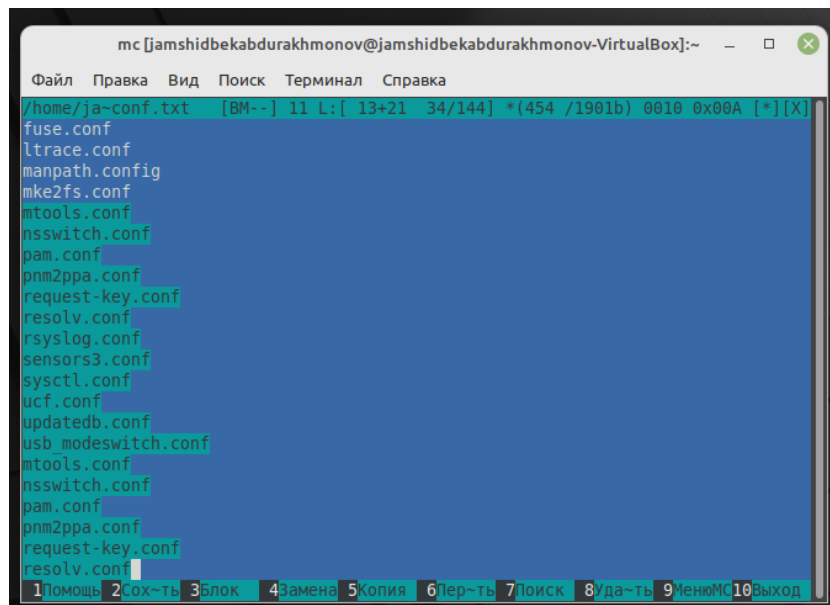 mc [jamshidbekabdurakhmonov@jamshidbekabdurakhmonov-VirtualBox]:~
Файл Правка Вид Поиск Терминал Справка
/home/ja~conf.txt [BM--] 11 L:[ 13+21 34/144] *(454 /1901b) 0010 0x00A [*][X]
fuse.conf
ltrace.conf
manpath.config
mke2fs.conf
mtools.conf
nsswitch.conf
pam.conf
pnm2ppa.conf
request-key.conf
resolv.conf
rsyslog.conf
sensors3.conf
sysctl.conf
ucf.conf
updatedb.conf
usb_modeswitch.conf
mtools.conf
nsswitch.conf
pam.conf
pnm2ppa.conf
request-key.conf
resolv.conf
1Помощь 2Сох~ть 3Блок 4Замена 5Копия 6Пер~ть 7Поиск 8Уда~ть 9МенюMC 10Выход